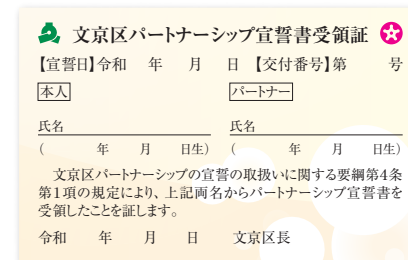 文京区パートナーシップ宣誓書受領証
【宣誓日】令和　年　月　日 【交付番号】第　号
本人　パートナー
氏名　氏名
(　年　月　日生)　(　年　月　日生)
文京区パートナーシップの宣誓の取扱いに関する要綱第4条
第1項の規定により、上記両名からパートナーシップ宣誓書を
受領したことを証します。
令和　年　月　日　文京区長